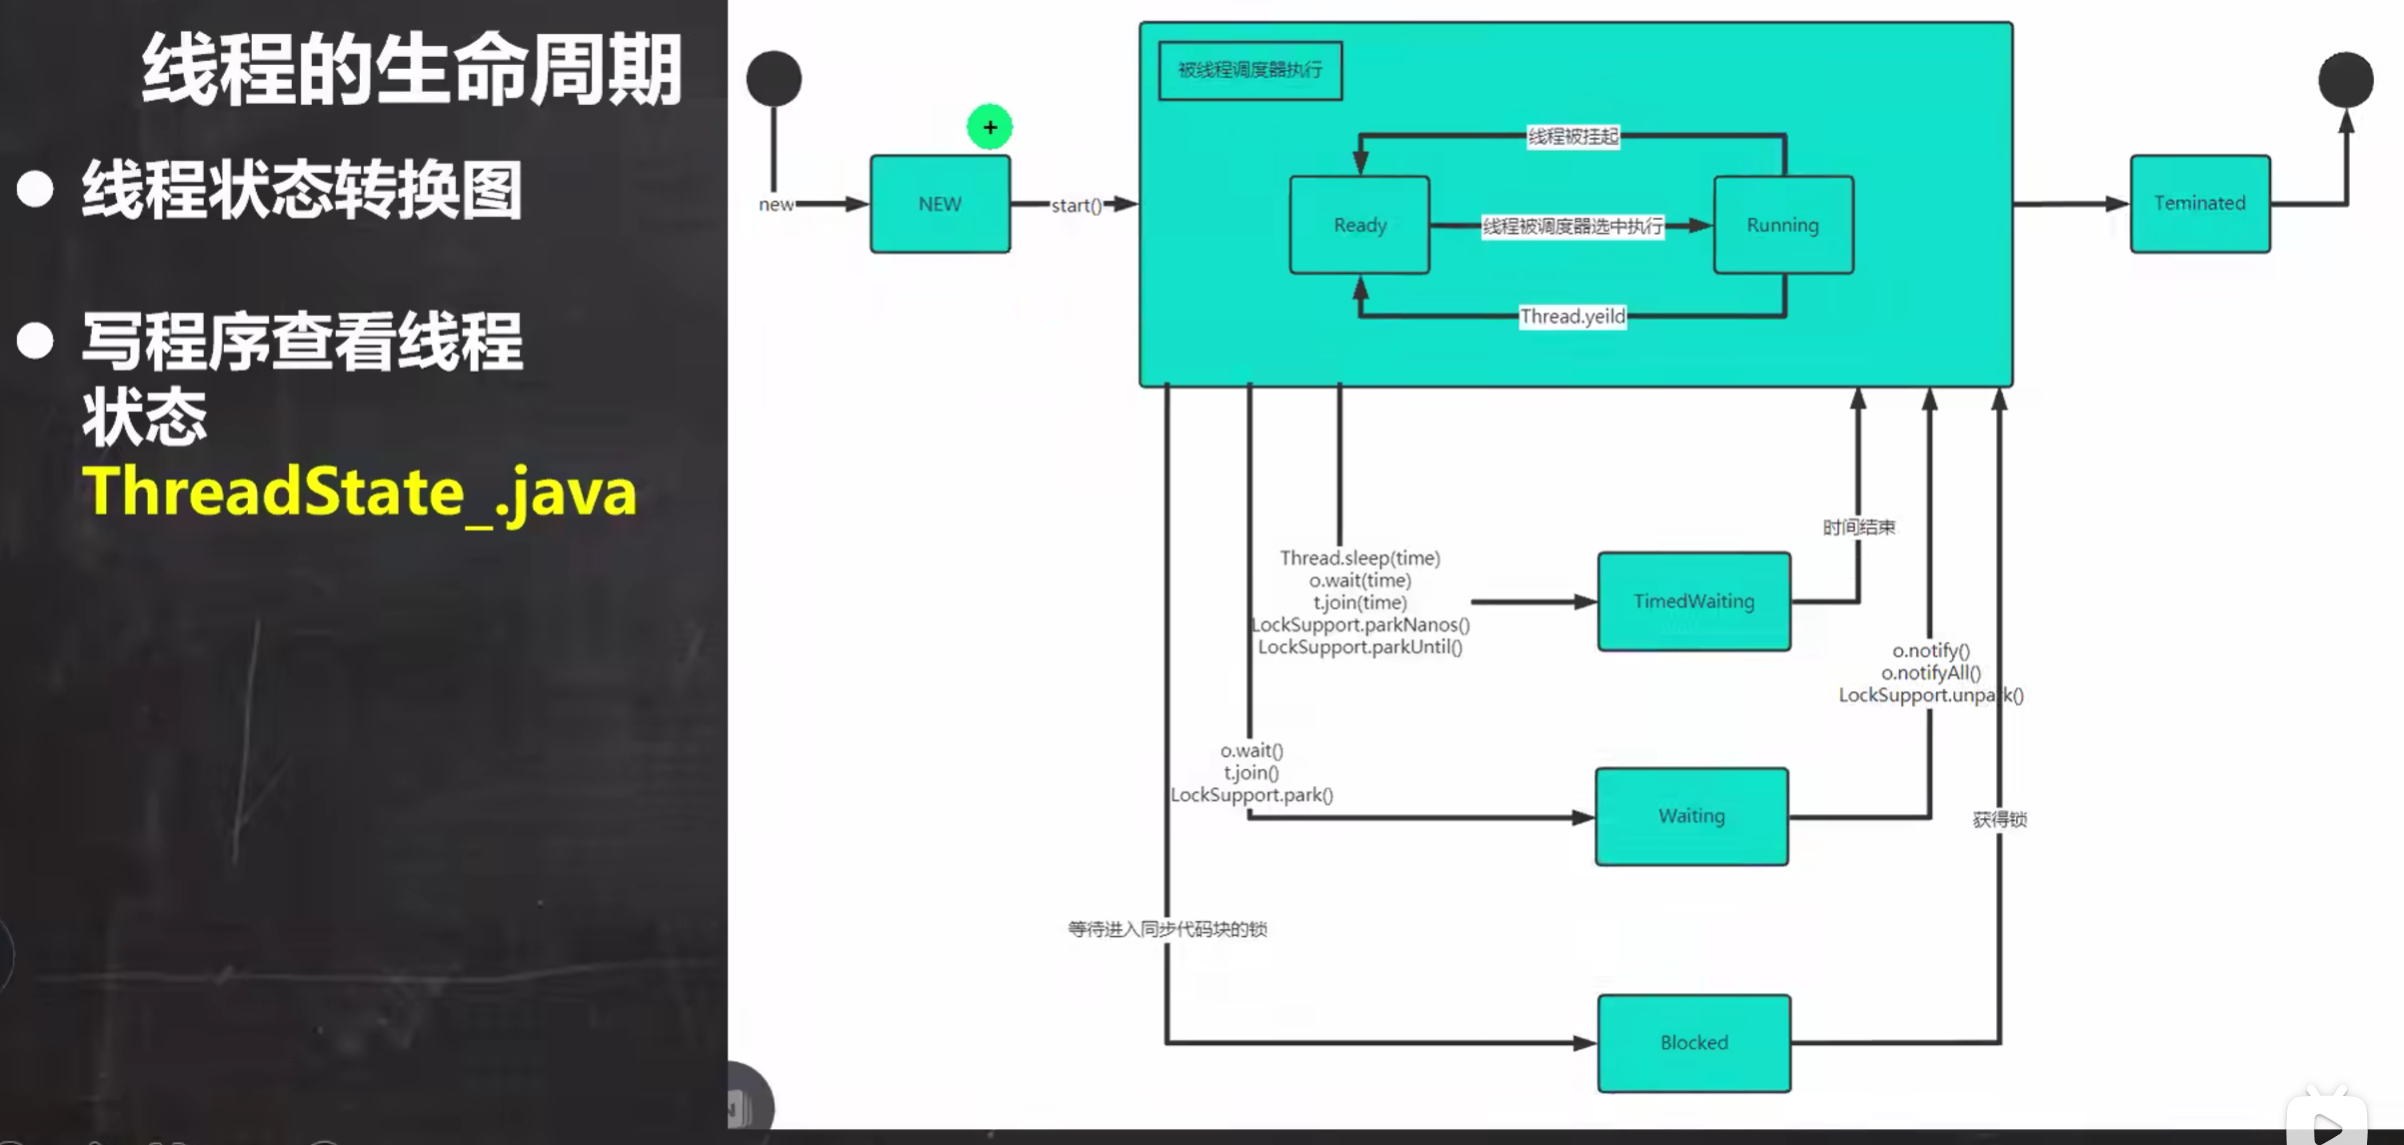 线程的生命周期
线程状态转换图
写程序查看线程
状态
ThreadState_.java
被线程调度器执行
线程被挂起
new
NEW
start()
Ready
线程被调度器选中执行
Running
Teminated
Thread.yeild
时间结束
Thread.sleep(time)
o.wait(time)
t.join(time)
LockSupport.parkNanos()
LockSupport.parkUntil()
TimedWaiting
o.notify()
o.notifyAll()
LockSupport.unpark()
o.wait()
t.join()
LockSupport.park()
Waiting
获得锁
等待进入同步代码块的锁
Blocked